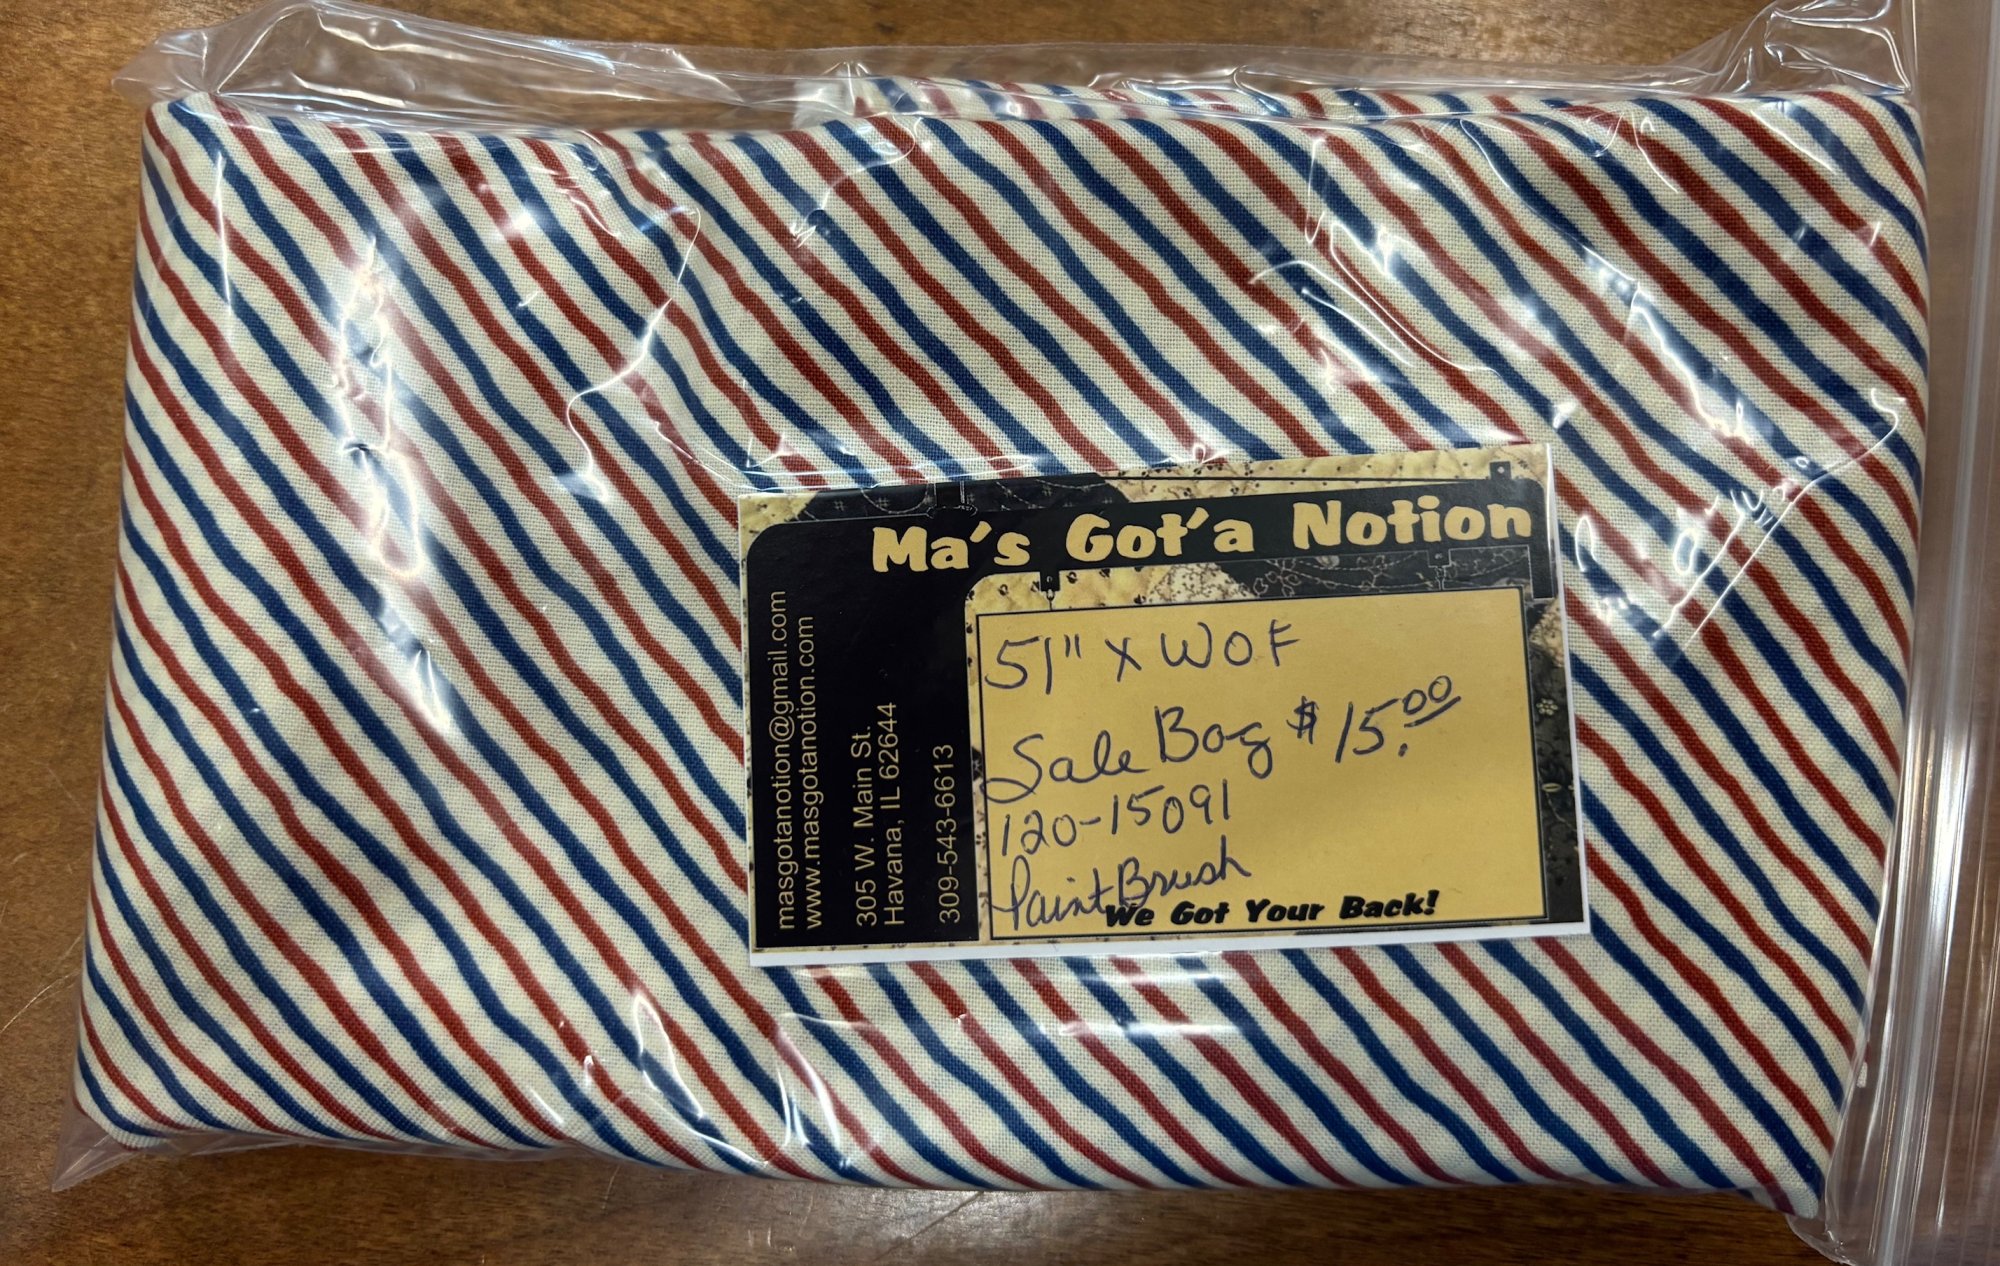 Ma's Got'a Notion
masgotanotion@gmail.com
www.masgotanotion.com
305 W. Main St.
Havana, IL 62644
309-543-6613
51" x WOF
Sale Bag $15.00
120-15091
Paint Brush
We Got Your Back!